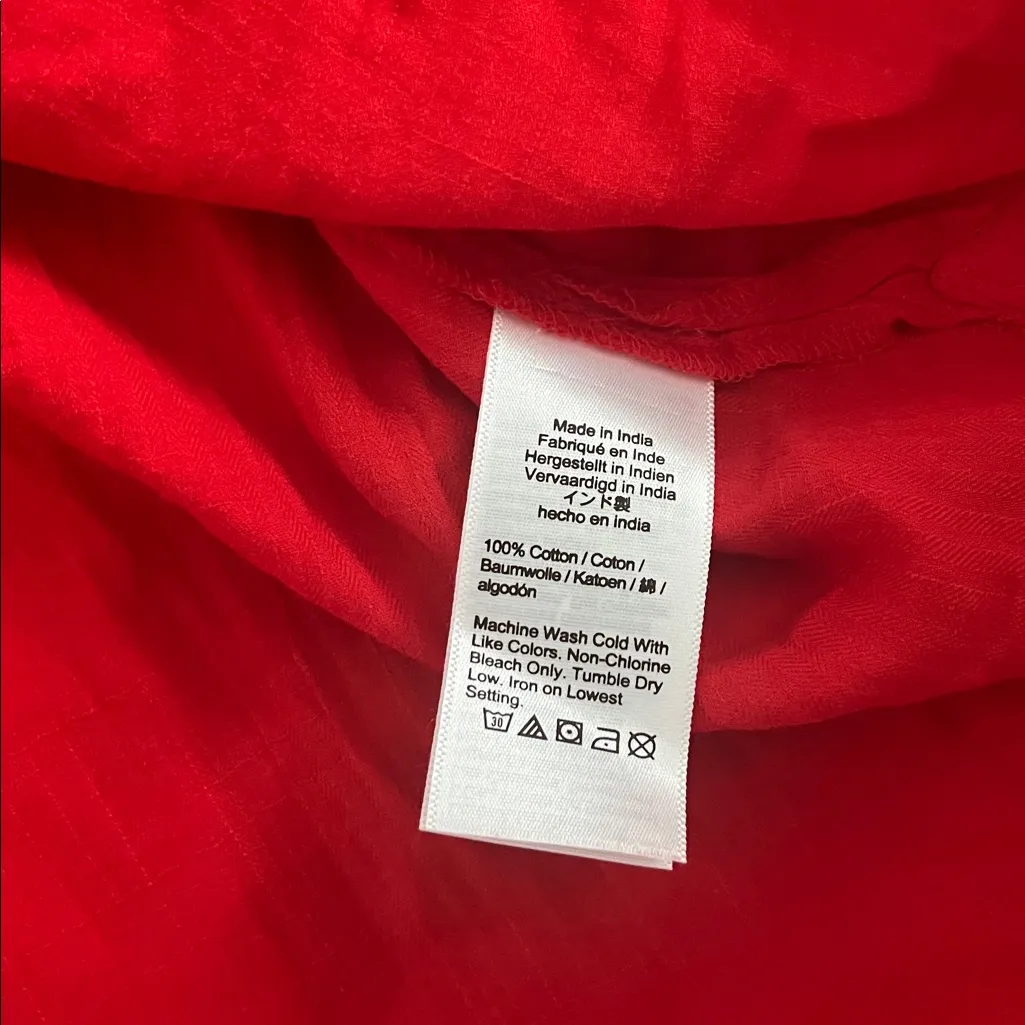 Made in India
Fabriqué en Inde
Hergestellt in Indien
Vervaardigd in India
インド製
hecho en india
100% Cotton / Coton /
Baumwolle / Katoen / 綿 /
algodón
Machine Wash Cold With
Like Colors. Non-Chlorine
Bleach Only. Tumble Dry
Low. Iron on Lowest
Setting.
30